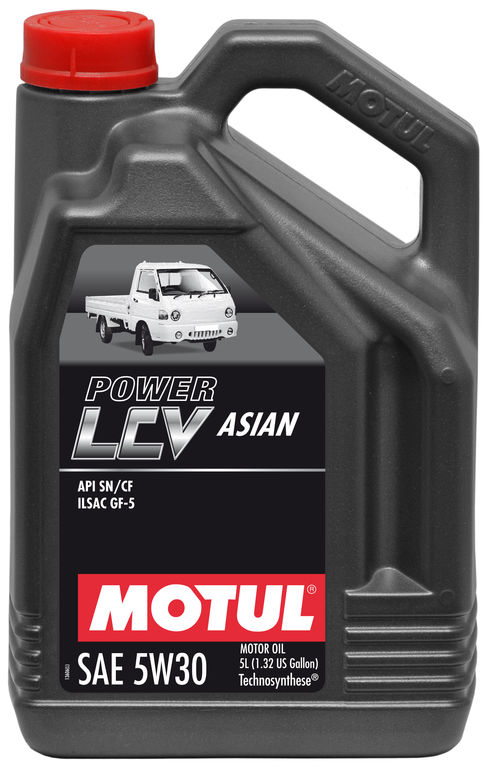 MOTUL
POWER
LCV ASIAN
API SN/CF
ILSAC GF-5
MOTUL®
SAE 5W30
MOTOR OIL
5L (1.32 US Gallon)
Technosynthese®